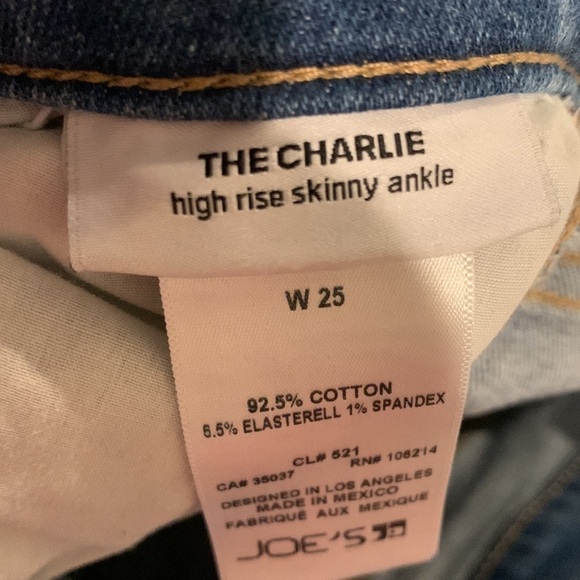 THE CHARLIE
high rise skinny ankle
W 25
92.5% COTTON
6.5% ELASTERELL 1% SPANDEX
CL# 521
CA# 35037 RN# 106214
DESIGNED IN LOS ANGELES
MADE IN MEXICO
FABRIQUE AUX MEXIQUE
JOE'S